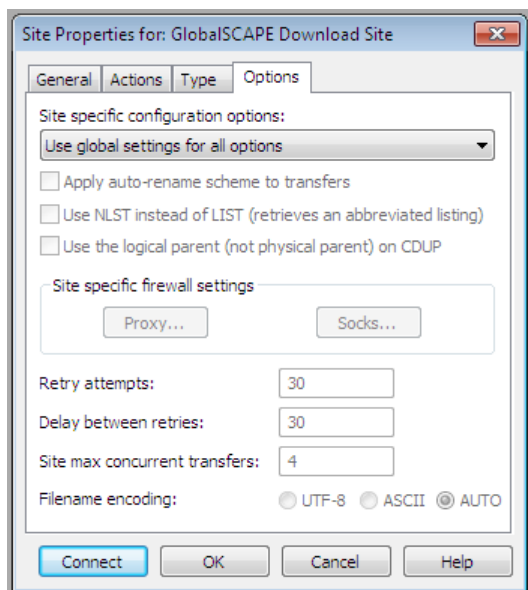 Site Properties for: GlobalSCAPE Download Site
General Actions Type Options
Site specific configuration options:
Use global settings for all options
Apply auto-rename scheme to transfers
Use NLST instead of LIST (retrieves an abbreviated listing)
Use the logical parent (not physical parent) on CDUP
Site specific firewall settings
Proxy... Socks...
Retry attempts: 30
Delay between retries: 30
Site max concurrent transfers: 4
Filename encoding: UTF-8 ASCII AUTO
Connect OK Cancel Help